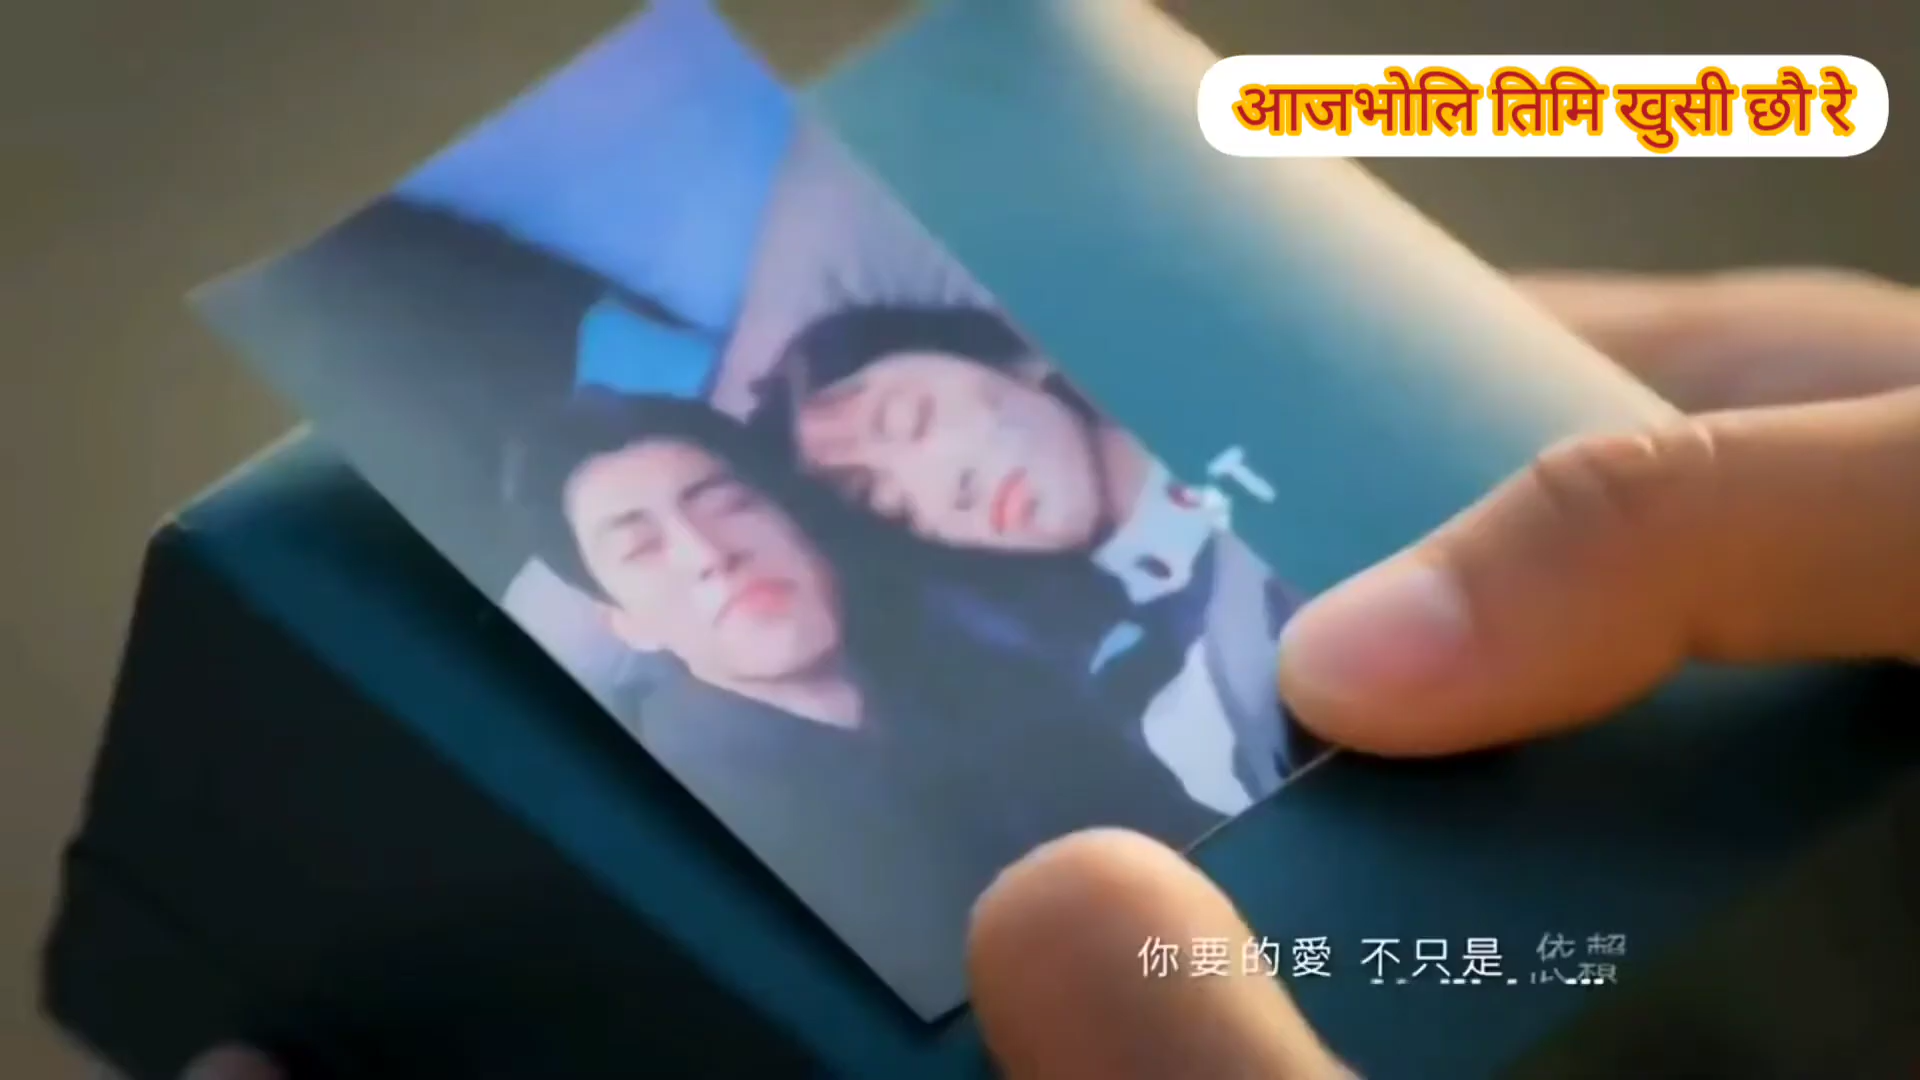 आजभोलि तिमि खुसी छौ रे
你要的愛 不只是